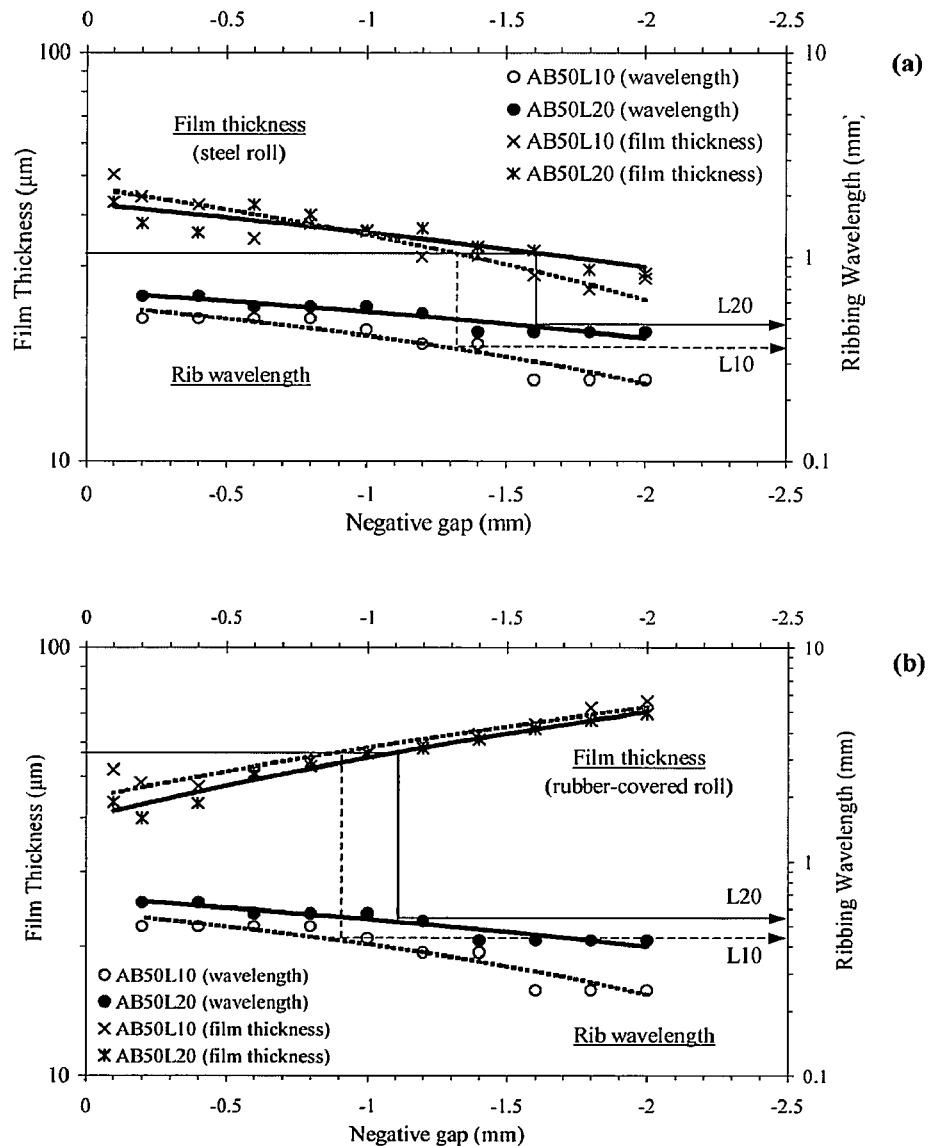 0 -0.5 -1 -1.5 -2 -2.5
100
10
(a)
AB50L10 (wavelength)
AB50L20 (wavelength)
AB50L10 (film thickness)
AB50L20 (film thickness)
Film thickness
(steel roll)
Film Thickness (µm)
Ribbing Wavelength (mm)
1
L20
L10
Rib wavelength
10
0.1
0 -0.5 -1 -1.5 -2 -2.5
Negative gap (mm)
0 -0.5 -1 -1.5 -2 -2.5
100
10
(b)
Film thickness
(rubber-covered roll)
Film Thickness (µm)
Ribbing Wavelength (mm)
1
L20
L10
AB50L10 (wavelength)
AB50L20 (wavelength)
AB50L10 (film thickness)
AB50L20 (film thickness)
Rib wavelength
10
0.1
0 -0.5 -1 -1.5 -2 -2.5
Negative gap (mm)